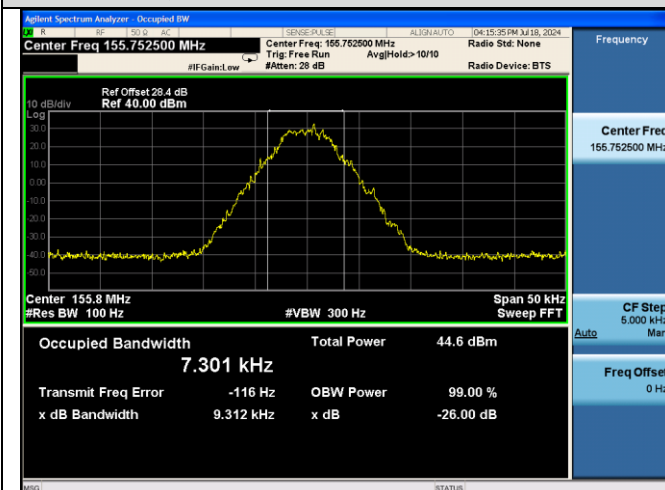 Agilent Spectrum Analyzer - Occupied BW
R RF 50 Ω AC SENSE:PULSE ALIGNAUTO 04:15:35 PM Jul 18, 2024
Center Freq 155.752500 MHz Center Freq: 155.752500 MHz Radio Std: None
Trig: Free Run Avg|Hold:> 10/10
#IFGain:Low #Atten: 28 dB Radio Device: BTS
Ref Offset 28.4 dB
10 dB/div Ref 40.00 dBm
Log
30.0
20.0
10.0
0.00
-10.0
-20.0
-30.0
-40.0
-50.0
Center 155.8 MHz Span 50 kHz
#Res BW 100 Hz #VBW 300 Hz Sweep FFT
Occupied Bandwidth Total Power 44.6 dBm
7.301 kHz
Transmit Freq Error -116 Hz OBW Power 99.00 %
x dB Bandwidth 9.312 kHz x dB -26.00 dB
MSG STATUS
Frequency
Center Freq
155.752500 MHz
CF Step
5.000 kHz
Auto Man
Freq Offset
0 Hz